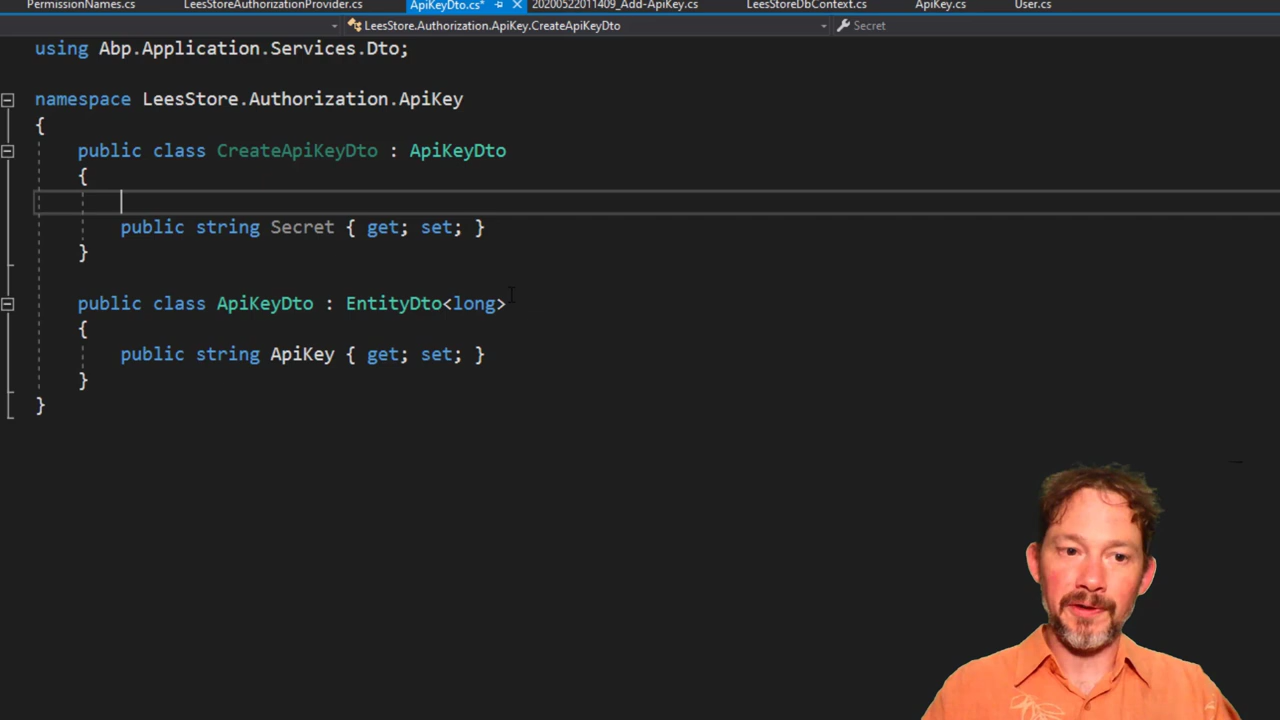 PermissionNames.cs LeesStoreAuthorizationProvider.cs ApiKeyDto.cs* 20200522011409_Add-ApiKey.cs LeesStoreDbContext.cs ApiKey.cs User.cs
LeesStore.Authorization.ApiKey.CreateApiKeyDto Secret
using Abp.Application.Services.Dto;
namespace LeesStore.Authorization.ApiKey
{
public class CreateApiKeyDto : ApiKeyDto
{
public string Secret { get; set; }
}
public class ApiKeyDto : EntityDto<long>
{
public string ApiKey { get; set; }
}
}